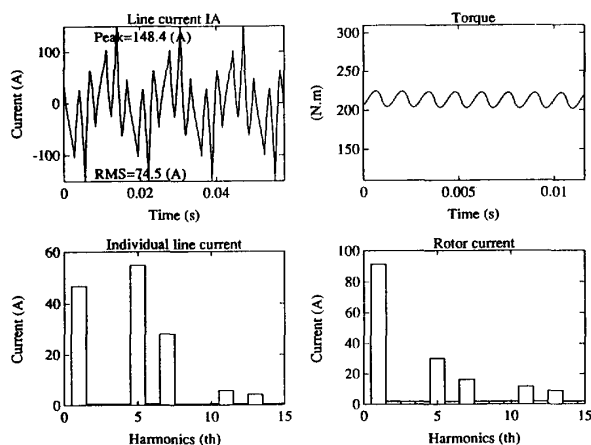 Line current IA
Peak=148.4 (A)
100
0
-100
Current (A)
RMS=74.5 (A)
0
0.02
0.04
Time (s)
Torque
300
250
200
150
(N.m)
0
0.005
0.01
Time (s)
Individual line current
60
40
20
0
Current (A)
0
5
10
15
Harmonics (th)
Rotor current
100
80
60
40
20
0
Current (A)
0
5
10
15
Harmonics (th)